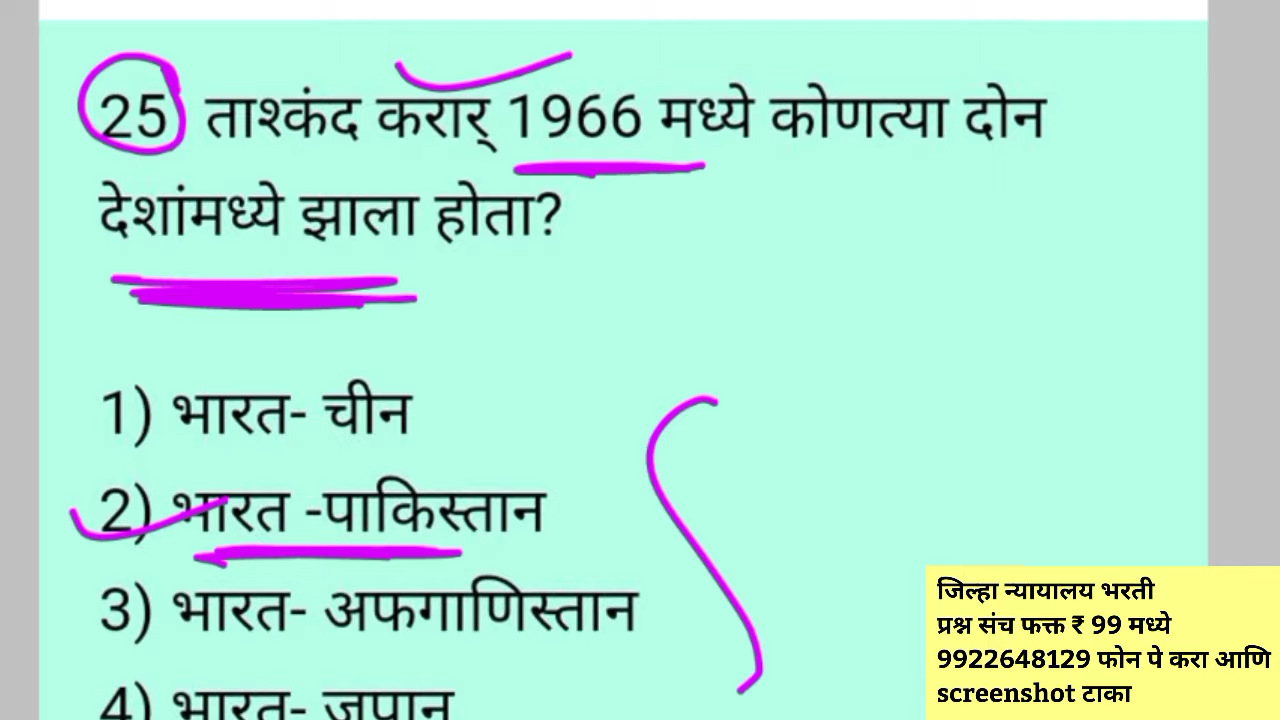 25 ताश्कंद करार् 1966 मध्ये कोणत्या दोन
देशांमध्ये झाला होता?
1) भारत- चीन
2) भारत -पाकिस्तान
3) भारत- अफगाणिस्तान
4) भारत- जपान
जिल्हा न्यायालय भरती
प्रश्न संच फक्त ₹ 99 मध्ये
9922648129 फोन पे करा आणि
screenshot टाका